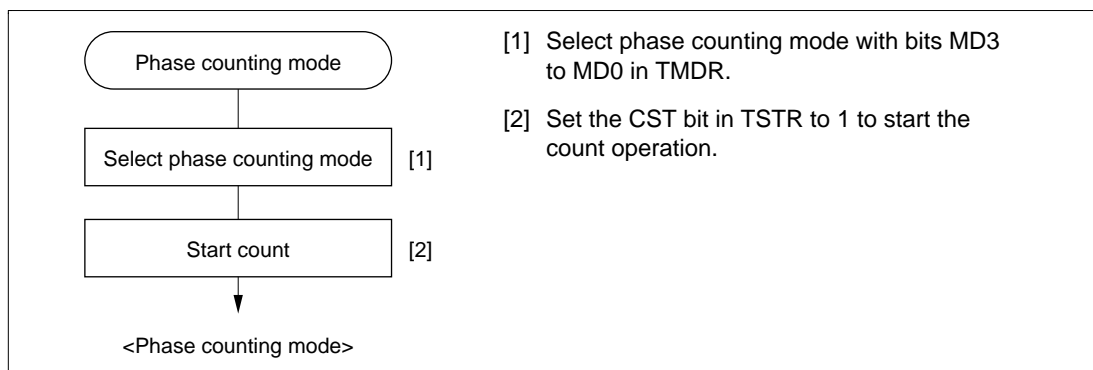 Phase counting mode
Select phase counting mode [1]
Start count [2]
<Phase counting mode>
[1] Select phase counting mode with bits MD3
to MD0 in TMDR.
[2] Set the CST bit in TSTR to 1 to start the
count operation.